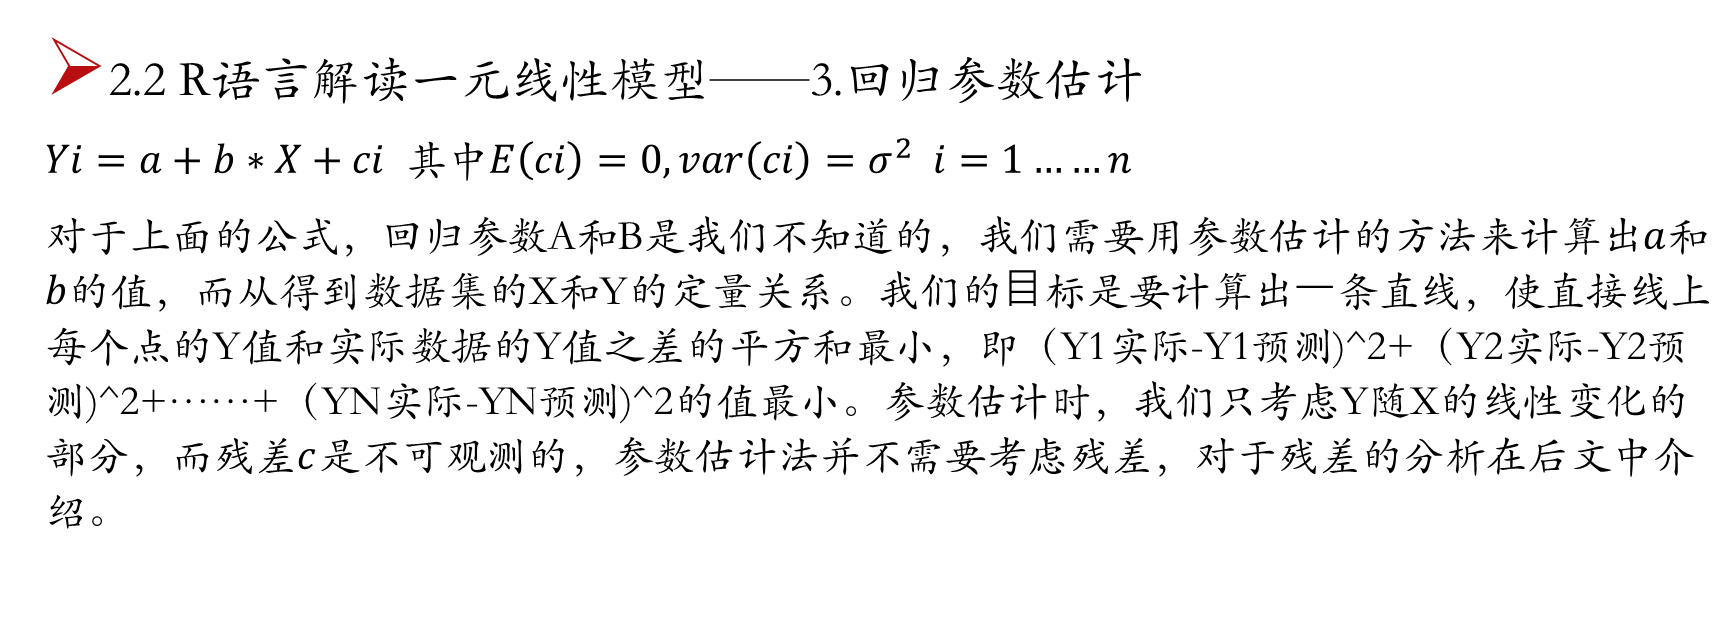 2.2 R语言解读一元线性模型——3.回归参数估计
Yi = a + b ∗ X + ci 其中E(ci) = 0, var(ci) = σ² i = 1 … … n
对于上面的公式，回归参数A和B是我们不知道的，我们需要用参数估计的方法来计算出a和
b的值，而从得到数据集的X和Y的定量关系。我们的目标是要计算出一条直线，使直接线上
每个点的Y值和实际数据的Y值之差的平方和最小，即（Y1实际-Y1预测)^2+（Y2实际-Y2预
测)^2+……+（YN实际-YN预测)^2的值最小。参数估计时，我们只考虑Y随X的线性变化的
部分，而残差c是不可观测的，参数估计法并不需要考虑残差，对于残差的分析在后文中介
绍。